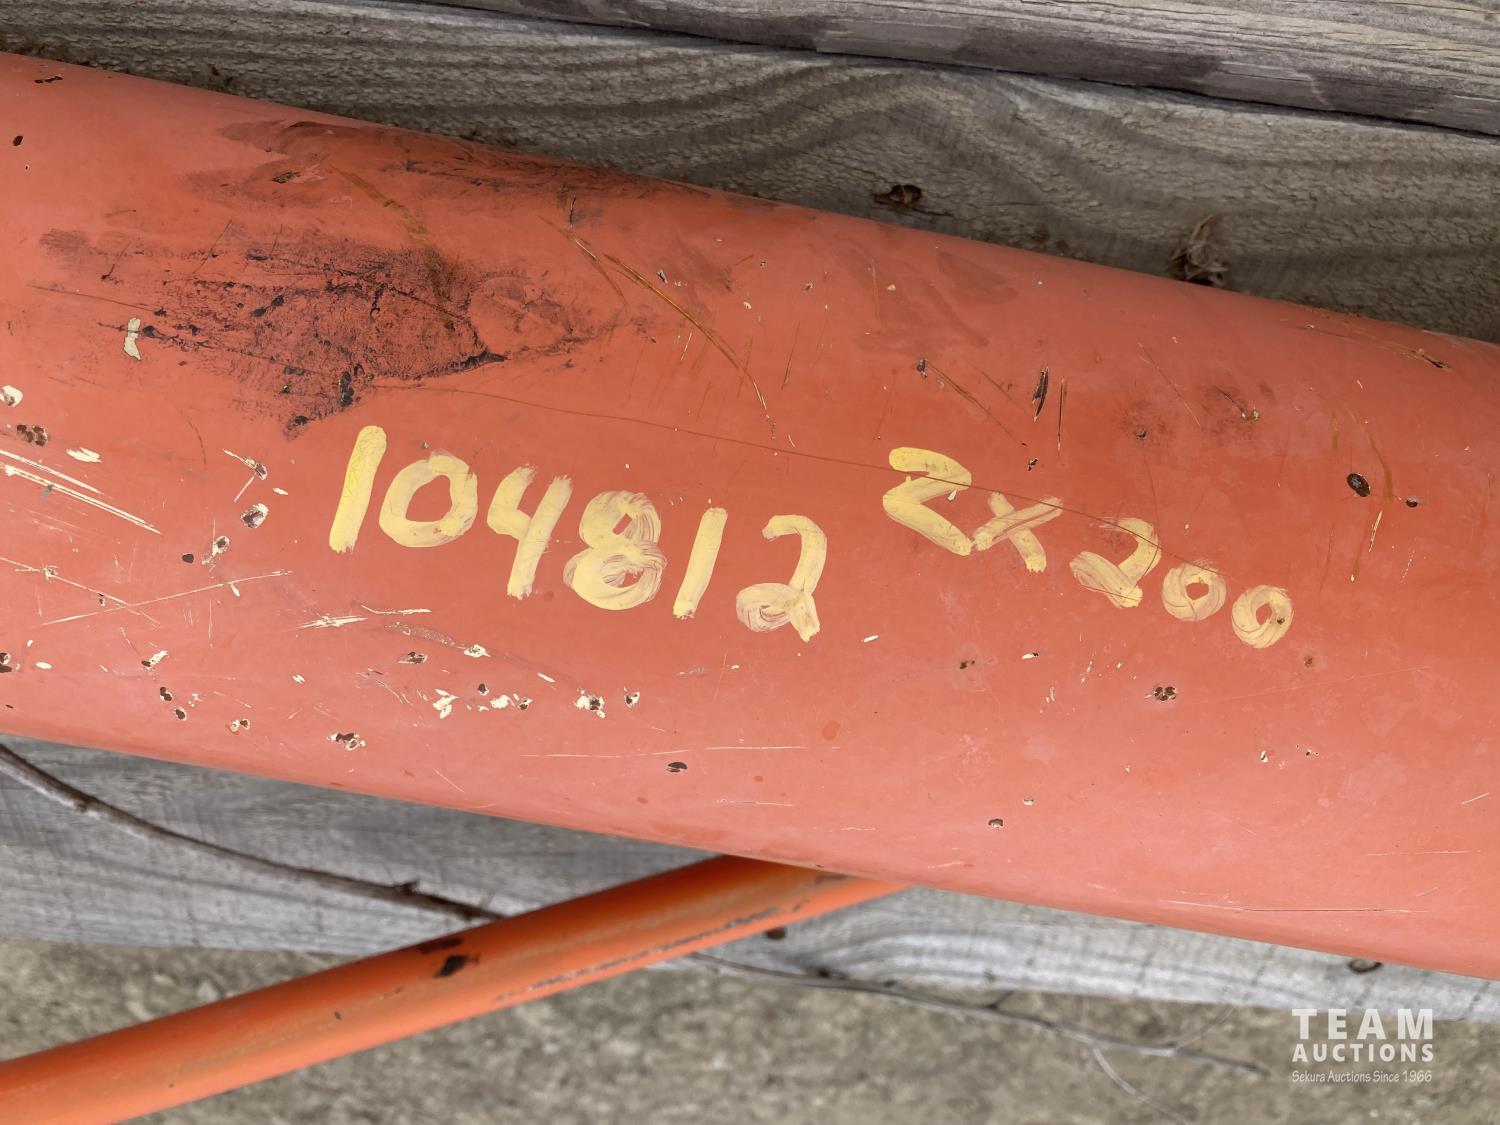 104812 2x200
TEAM
AUCTIONS
Sekura Auctions Since 1966